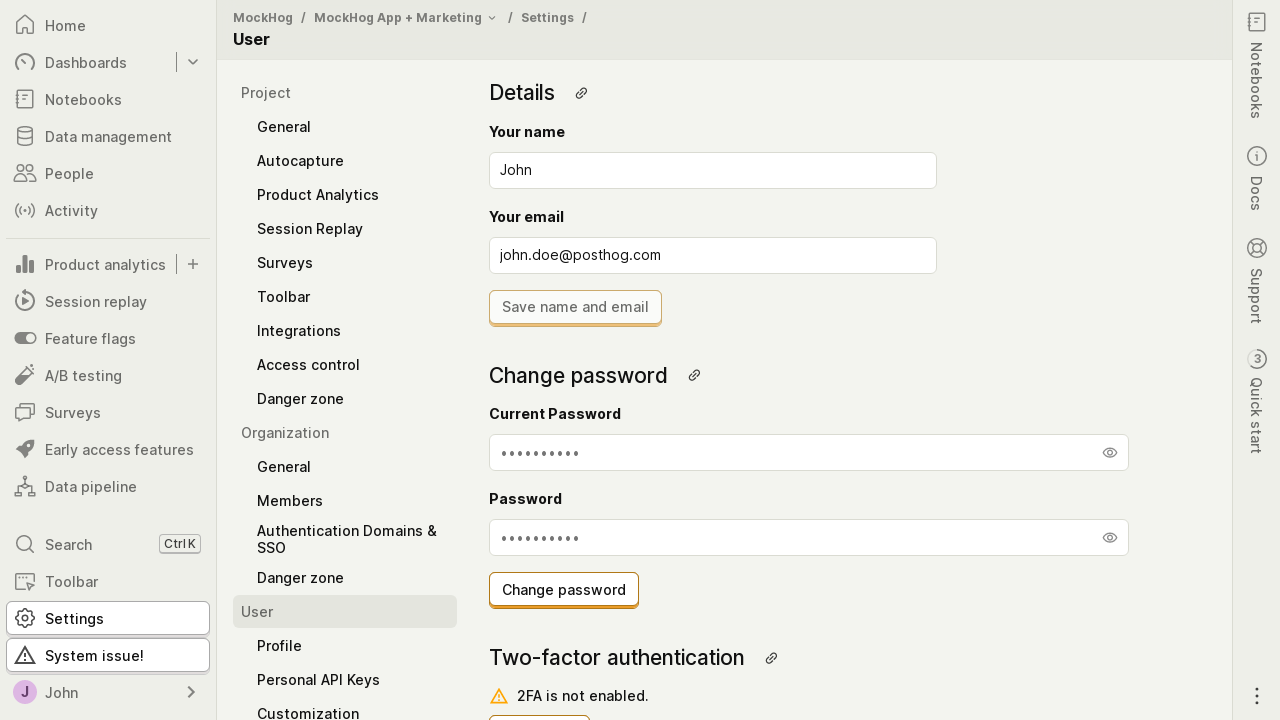 Home
Dashboards
Notebooks
Data management
People
Activity
Product analytics
Session replay
Feature flags
A/B testing
Surveys
Early access features
Data pipeline
Search Ctrl K
Toolbar
Settings
System issue!
J John
MockHog / MockHog App + Marketing / Settings /
User
Project
General
Autocapture
Product Analytics
Session Replay
Surveys
Toolbar
Integrations
Access control
Danger zone
Organization
General
Members
Authentication Domains &
SSO
Danger zone
User
Profile
Personal API Keys
Customization
Details
Your name
John
Your email
john.doe@posthog.com
Save name and email
Change password
Current Password
••••••••••
Password
••••••••••
Change password
Two-factor authentication
2FA is not enabled.
Notebooks
Docs
Support
3 Quick start